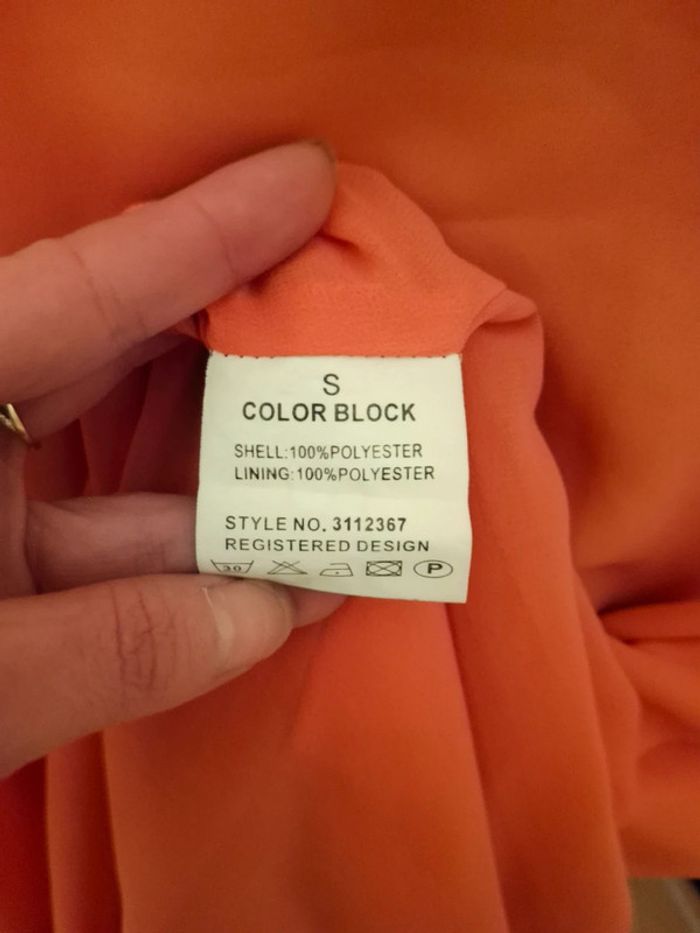 S
COLOR BLOCK
SHELL:100%POLYESTER
LINING:100%POLYESTER
STYLE NO. 3112367
REGISTERED DESIGN
30 P